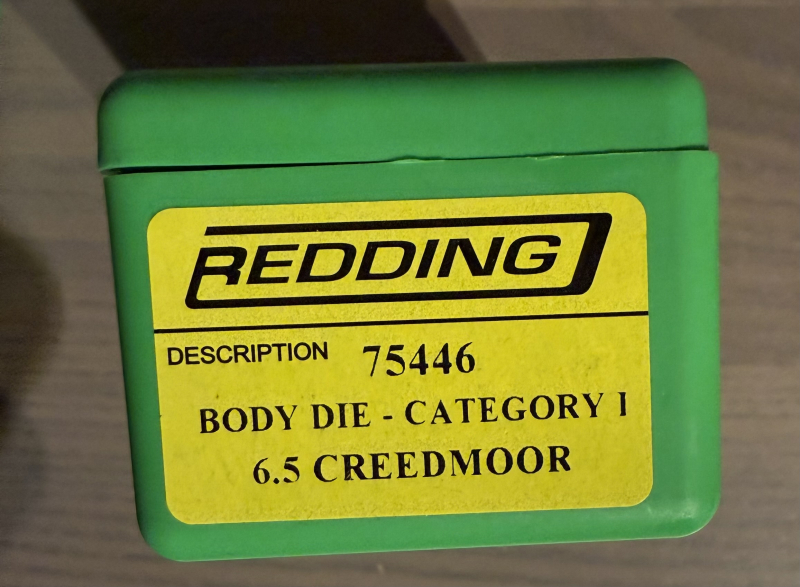 REDDING
DESCRIPTION 75446
BODY DIE - CATEGORY I
6.5 CREEDMOOR